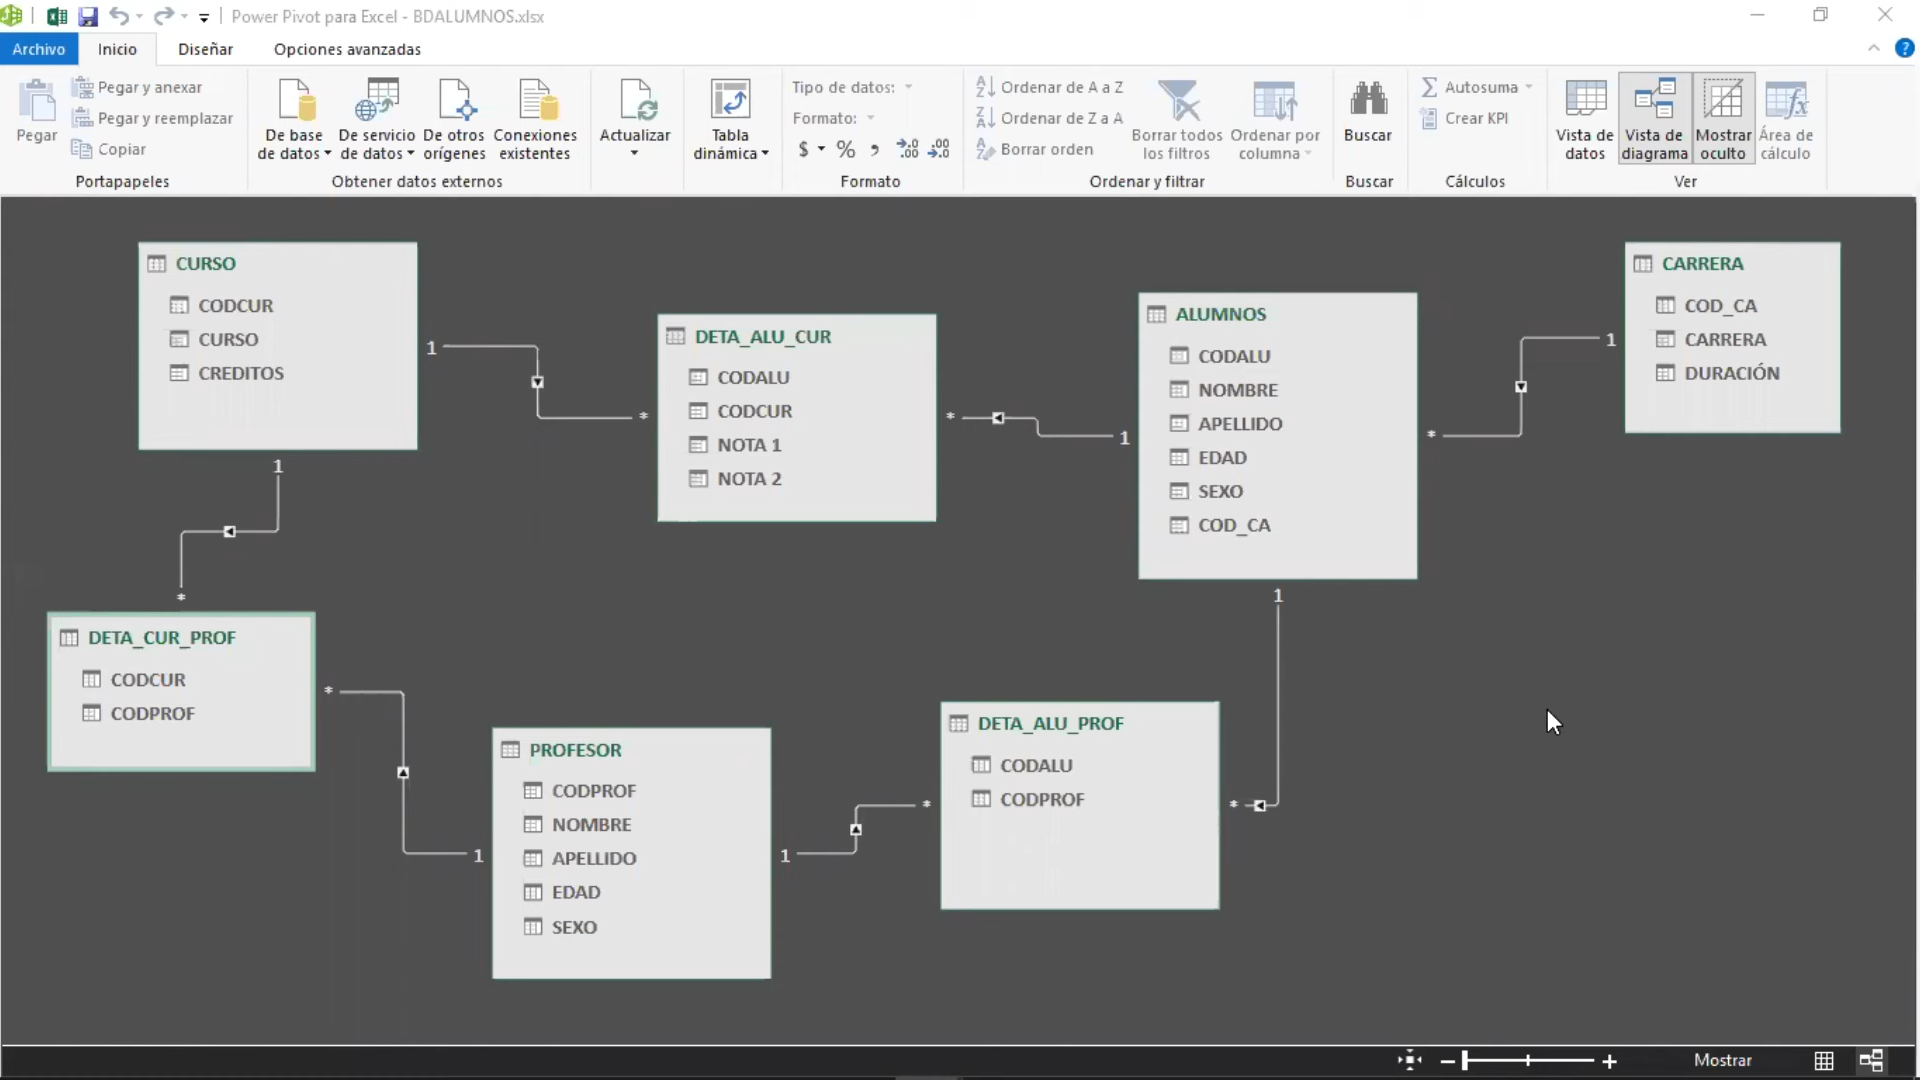 Power Pivot para Excel - BDALUMNOS.xlsx
Archivo Inicio Diseñar Opciones avanzadas ?
Pegar
Pegar y anexar
Pegar y reemplazar
Copiar
Portapapeles
De base de datos
De servicio de datos
De otros orígenes
Conexiones existentes
Obtener datos externos
Actualizar
Tabla dinámica
Tipo de datos:
Formato:
$ % ,
Formato
Ordenar de A a Z
Ordenar de Z a A
Borrar orden
Borrar todos los filtros
Ordenar por columna
Ordenar y filtrar
Buscar
Buscar
Autosuma
Crear KPI
Cálculos
Vista de datos
Vista de diagrama
Mostrar oculto
Área de cálculo
Ver
CURSO
CODCUR
CURSO
CREDITOS
1
*
1
*
DETA_ALU_CUR
CODALU
CODCUR
NOTA 1
NOTA 2
*
1
ALUMNOS
CODALU
NOMBRE
APELLIDO
EDAD
SEXO
COD_CA
*
1
CARRERA
COD_CA
CARRERA
DURACIÓN
DETA_CUR_PROF
CODCUR
CODPROF
*
1
PROFESOR
CODPROF
NOMBRE
APELLIDO
EDAD
SEXO
1
*
DETA_ALU_PROF
CODALU
CODPROF
*
1
Mostrar